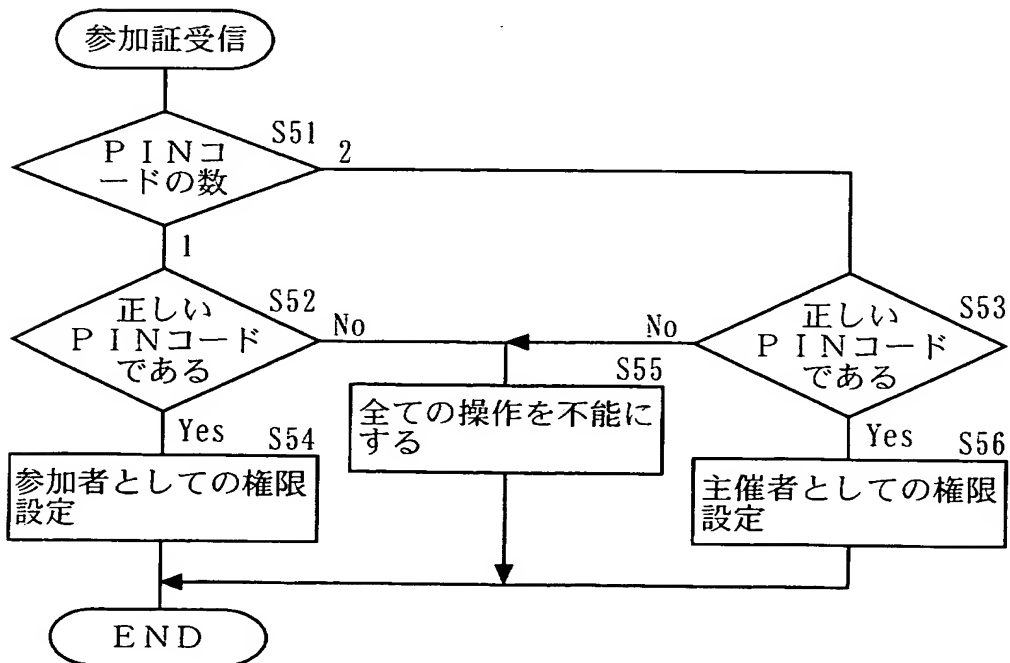 参加証受信
S51
ＰＩＮコ
ードの数
2
1
S52
正しい
ＰＩＮコード
である
No
Yes
S53
正しい
ＰＩＮコード
である
No
Yes
S55
全ての操作を不能に
する
S54
参加者としての権限
設定
S56
主催者としての権限
設定
ＥＮＤ